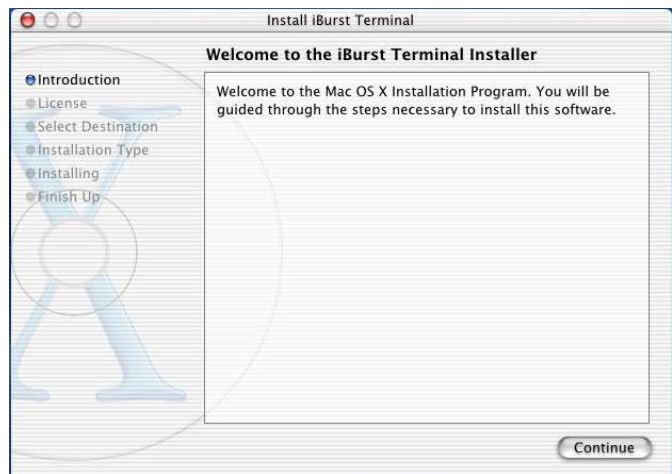 Install iBurst Terminal
Welcome to the iBurst Terminal Installer
Introduction
License
Select Destination
Installation Type
Installing
Finish Up
Welcome to the Mac OS X Installation Program. You will be
guided through the steps necessary to install this software.
Continue